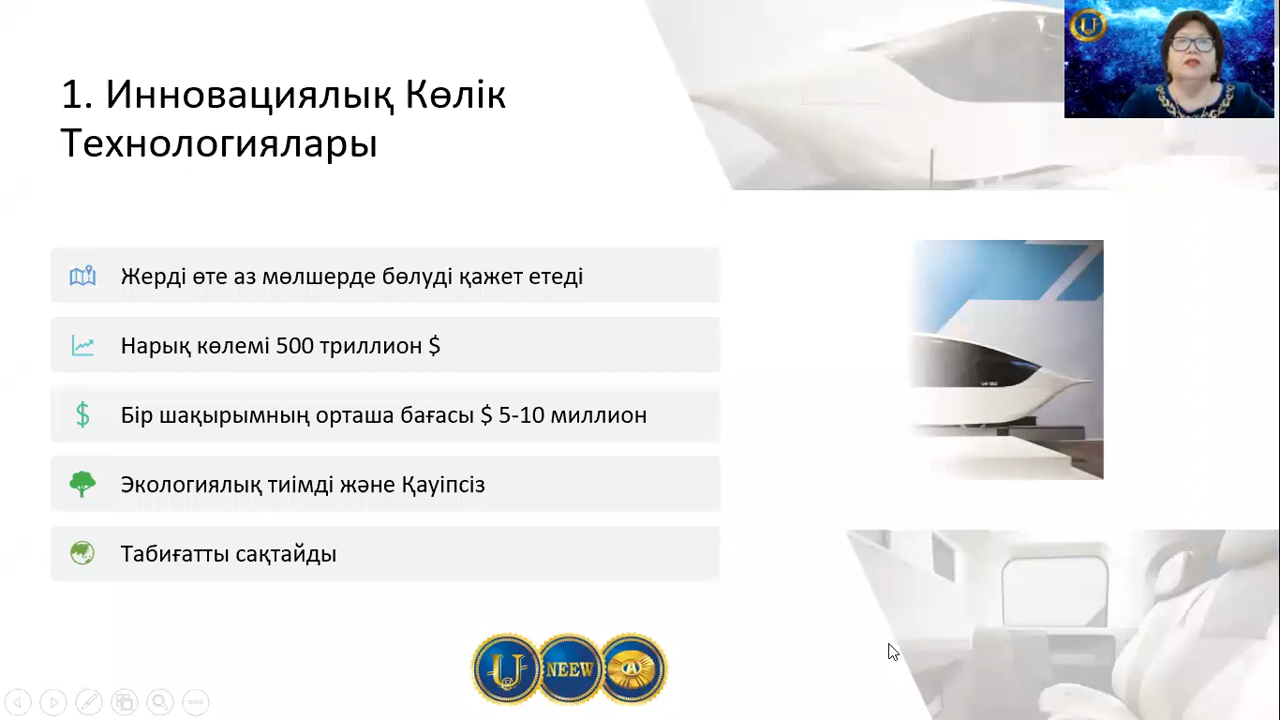 1. Инновациялық Көлік
Технологиялары
Жерді өте аз мөлшерде бөлуді қажет етеді
Нарық көлемі 500 триллион $
Бір шақырымның орташа бағасы $ 5-10 миллион
Экологиялық тиімді және Қауіпсіз
Табиғатты сақтайды
NEEW